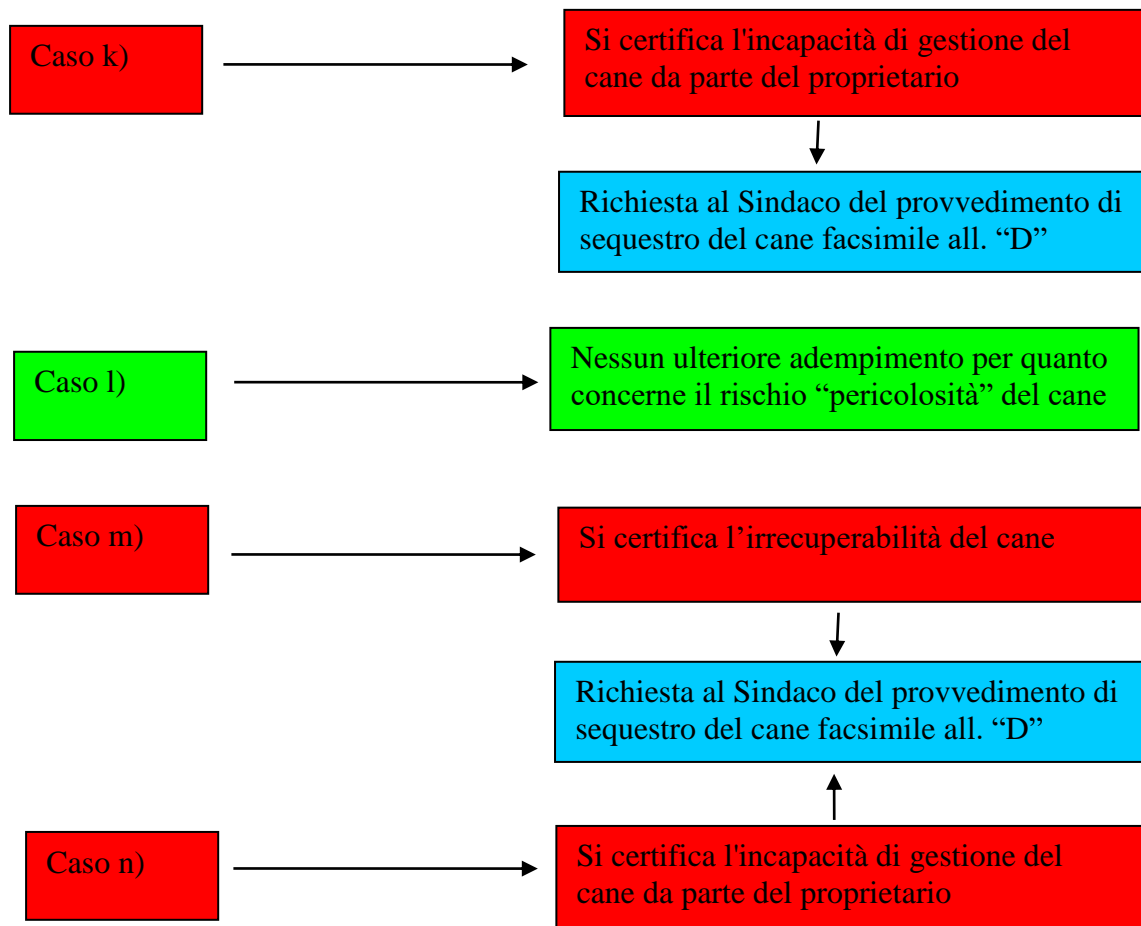 Caso k)
Si certifica l'incapacità di gestione del
cane da parte del proprietario
Richiesta al Sindaco del provvedimento di
sequestro del cane facsimile all. “D”
Caso l)
Nessun ulteriore adempimento per quanto
concerne il rischio “pericolosità” del cane
Caso m)
Si certifica l’irrecuperabilità del cane
Richiesta al Sindaco del provvedimento di
sequestro del cane facsimile all. “D”
Caso n)
Si certifica l'incapacità di gestione del
cane da parte del proprietario